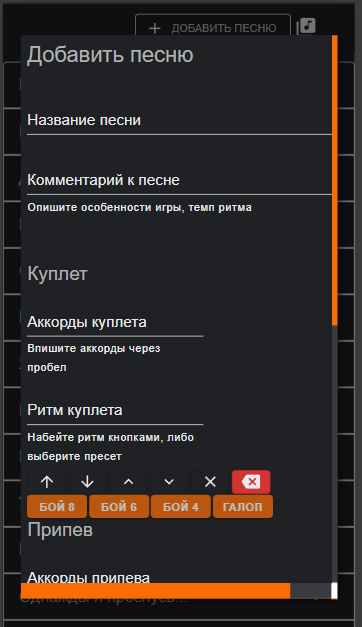 ДОБАВИТЬ ПЕСНЮ
Добавить песню
Название песни
Комментарий к песне
Опишите особенности игры, темп ритма
Куплет
Аккорды куплета
Впишите аккорды через
пробел
Ритм куплета
Набейте ритм кнопками, либо
выберите пресет
БОЙ 8 БОЙ 6 БОЙ 4 ГАЛОП
Припев
Аккорды припева